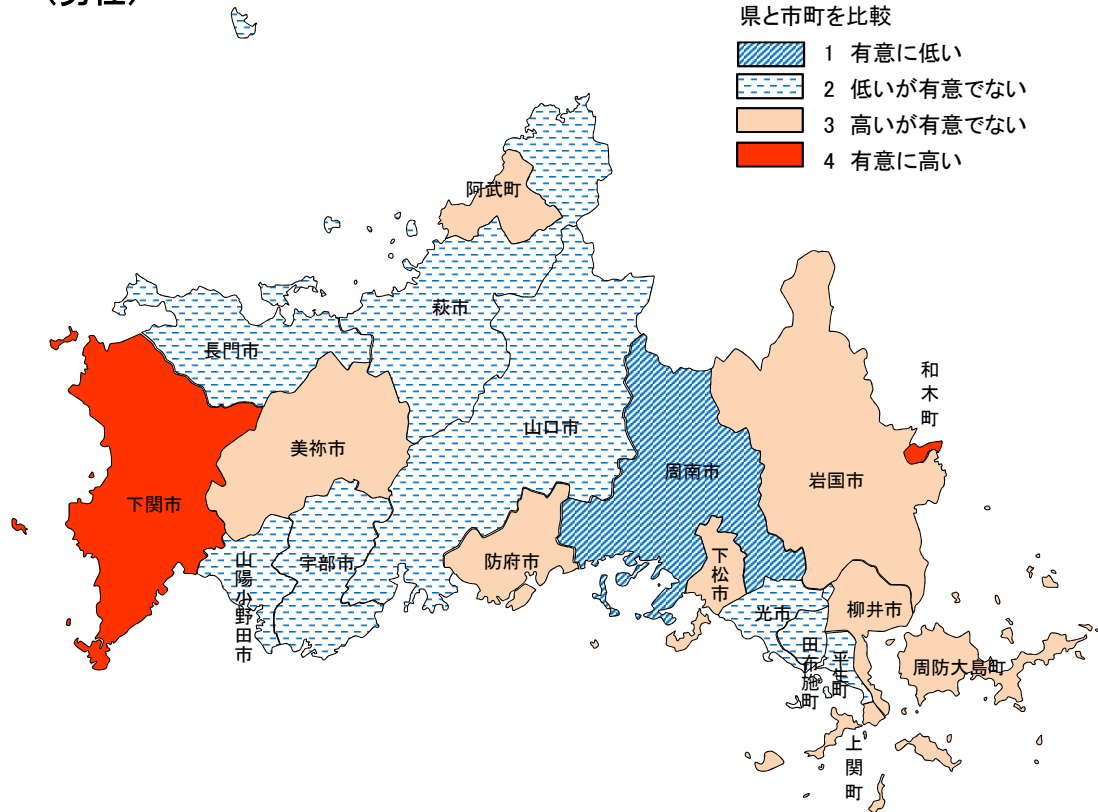 県と市町を比較
1 有意に低い
2 低いが有意でない
3 高いが有意でない
4 有意に高い
阿武町
萩市
長門市
和木町
山口市
美祢市
周南市
岩国市
下関市
防府市
宇部市
下松市
山陽小野田市
光市
柳井市
田布施町
平生町
周防大島町
上関町